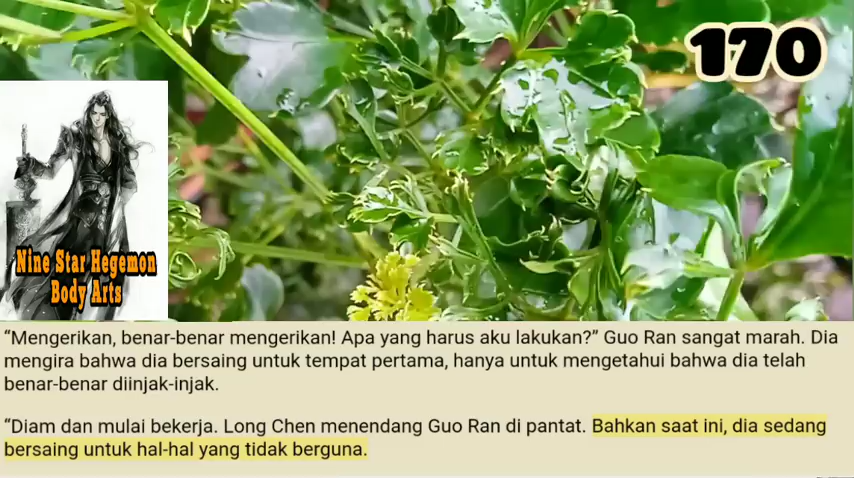 170
Nine Star Hegemon
Body Arts
“Mengerikan, benar-benar mengerikan! Apa yang harus aku lakukan?” Guo Ran sangat marah. Dia
mengira bahwa dia bersaing untuk tempat pertama, hanya untuk mengetahui bahwa dia telah
benar-benar diinjak-injak.
“Diam dan mulai bekerja. Long Chen menendang Guo Ran di pantat. Bahkan saat ini, dia sedang
bersaing untuk hal-hal yang tidak berguna.